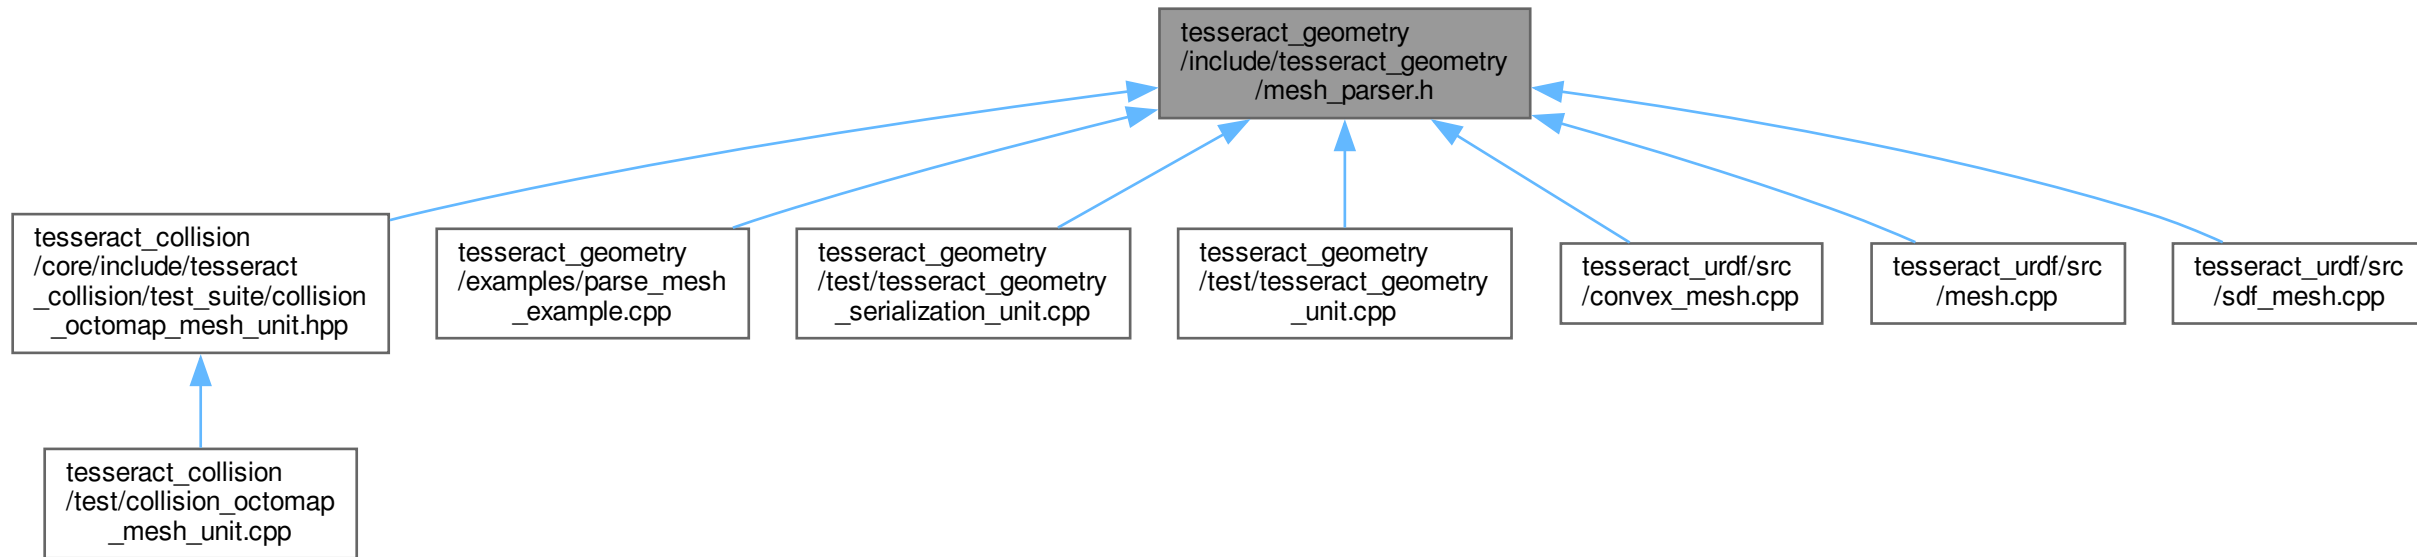 tesseract_geometry
/include/tesseract_geometry
/mesh_parser.h
tesseract_collision
/core/include/tesseract
_collision/test_suite/collision
_octomap_mesh_unit.hpp
tesseract_geometry
/examples/parse_mesh
_example.cpp
tesseract_geometry
/test/tesseract_geometry
_serialization_unit.cpp
tesseract_geometry
/test/tesseract_geometry
_unit.cpp
tesseract_urdf/src
/convex_mesh.cpp
tesseract_urdf/src
/mesh.cpp
tesseract_urdf/src
/sdf_mesh.cpp
tesseract_collision
/test/collision_octomap
_mesh_unit.cpp